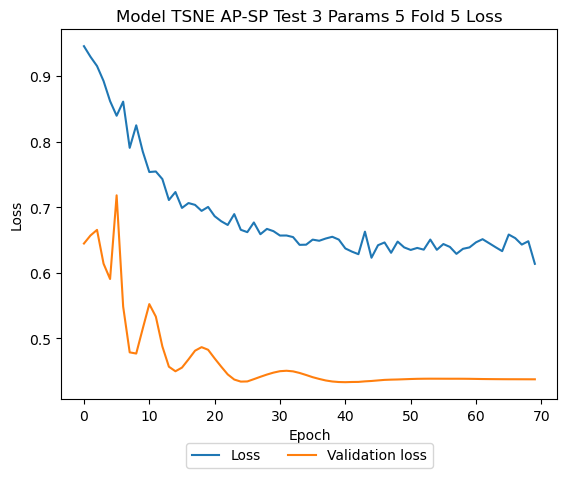 Model TSNE AP-SP Test 3 Params 5 Fold 5 Loss
0.9
0.8
0.7
0.6
0.5
Loss
0 10 20 30 40 50 60 70
Epoch
Loss Validation loss